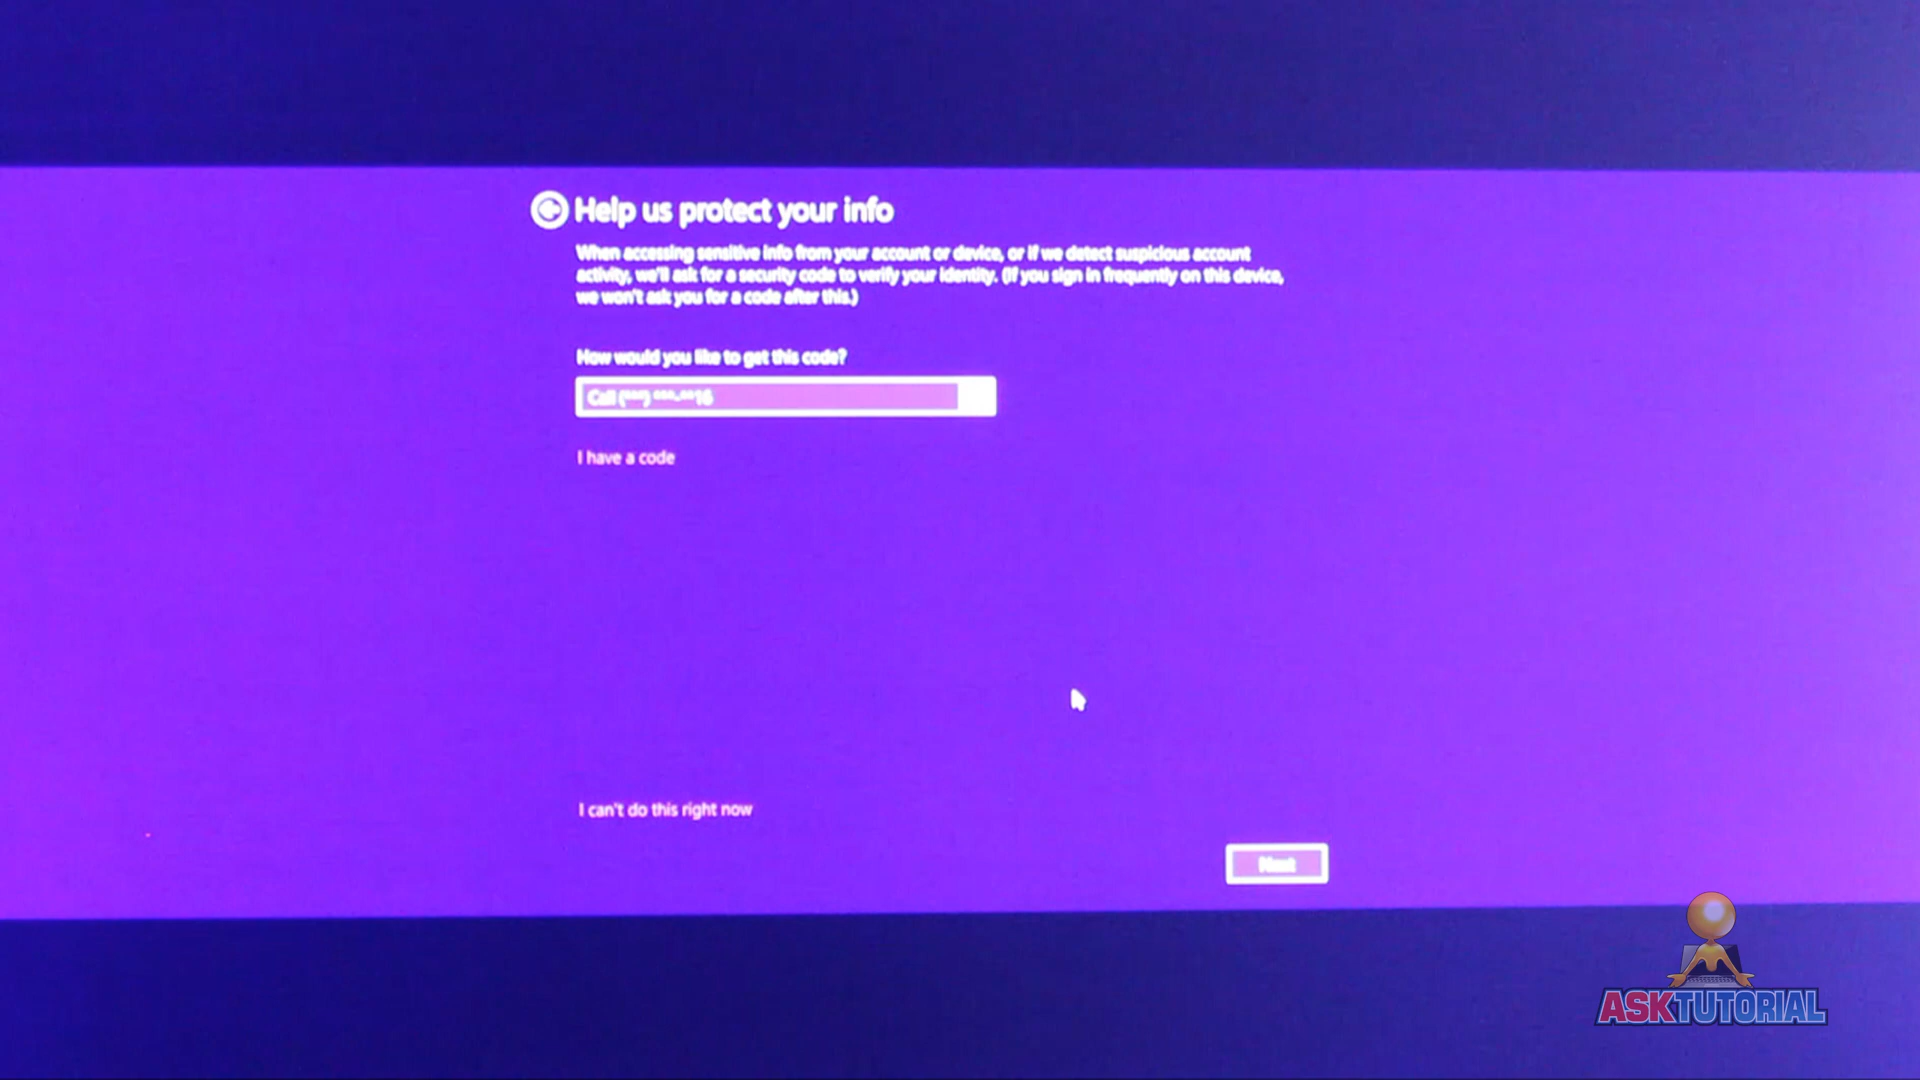 Help us protect your info
When accessing sensitive info from your account or device, or if we detect suspicious account
activity, we'll ask for a security code to verify your identity. (If you sign in frequently on this device,
we won't ask you for a code after this.)
How would you like to get this code?
Call (***) ***-**16
I have a code
I can't do this right now
Next
ASKTUTORIAL